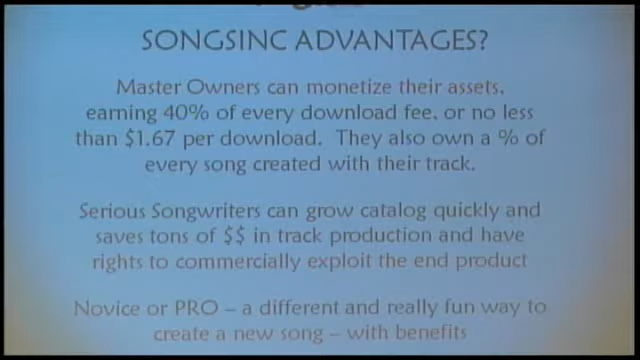 SONGSINC ADVANTAGES?
Master Owners can monetize their assets,
earning 40% of every download fee, or no less
than $1.67 per download. They also own a % of
every song created with their track.
Serious Songwriters can grow catalog quickly and
saves tons of $$ in track production and have
rights to commercially exploit the end product
Novice or PRO – a different and really fun way to
create a new song – with benefits